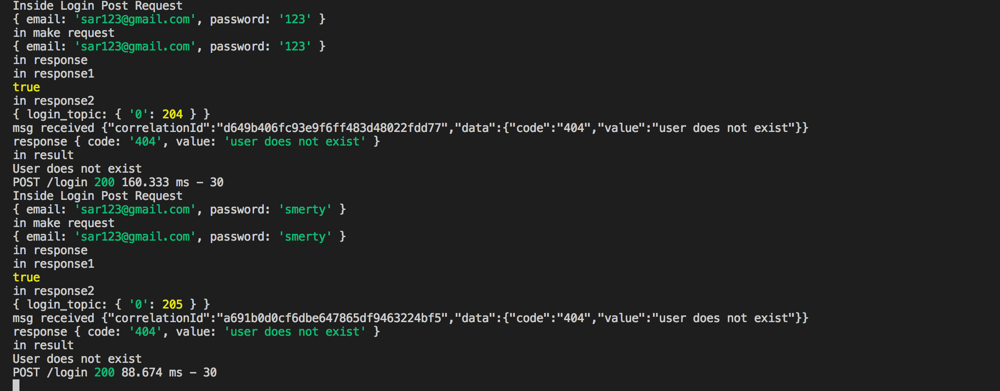 Inside Login Post Request
{ email: 'sar123@gmail.com', password: '123' }
in make request
{ email: 'sar123@gmail.com', password: '123' }
in response
in response1
true
in response2
{ login_topic: { '0': 204 } }
msg received {"correlationId":"d649b406fc93e9f6ff483d48022fdd77","data":{"code":"404","value":"user does not exist"}}
response { code: '404', value: 'user does not exist' }
in result
User does not exist
POST /login 200 160.333 ms - 30
Inside Login Post Request
{ email: 'sar123@gmail.com', password: 'smerty' }
in make request
{ email: 'sar123@gmail.com', password: 'smerty' }
in response
in response1
true
in response2
{ login_topic: { '0': 205 } }
msg received {"correlationId":"a691b0d0cf6dbe647865df9463224bf5","data":{"code":"404","value":"user does not exist"}}
response { code: '404', value: 'user does not exist' }
in result
User does not exist
POST /login 200 88.674 ms - 30